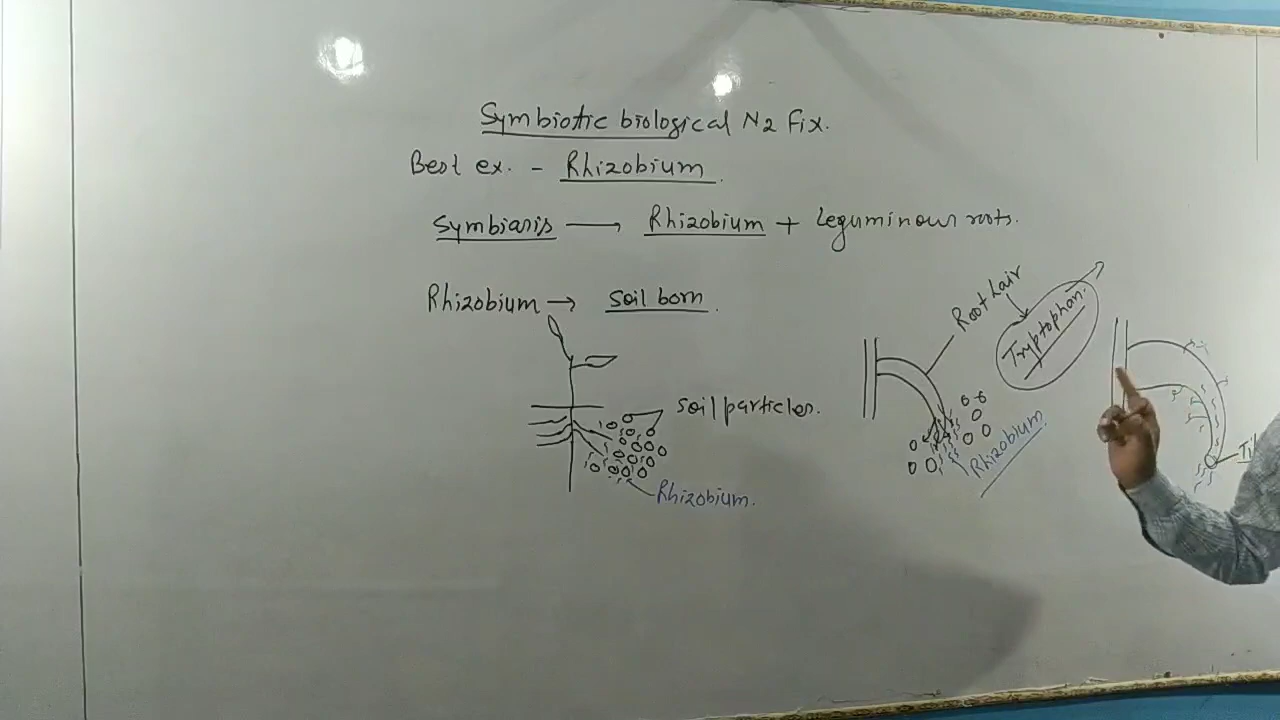 Symbiotic biological N2 fix.
Best ex. - Rhizobium.
Symbiosis → Rhizobium + leguminous roots.
Rhizobium → soil born.
Root hair
Tryptophan.
soil particles.
Rhizobium.
Rhizobium